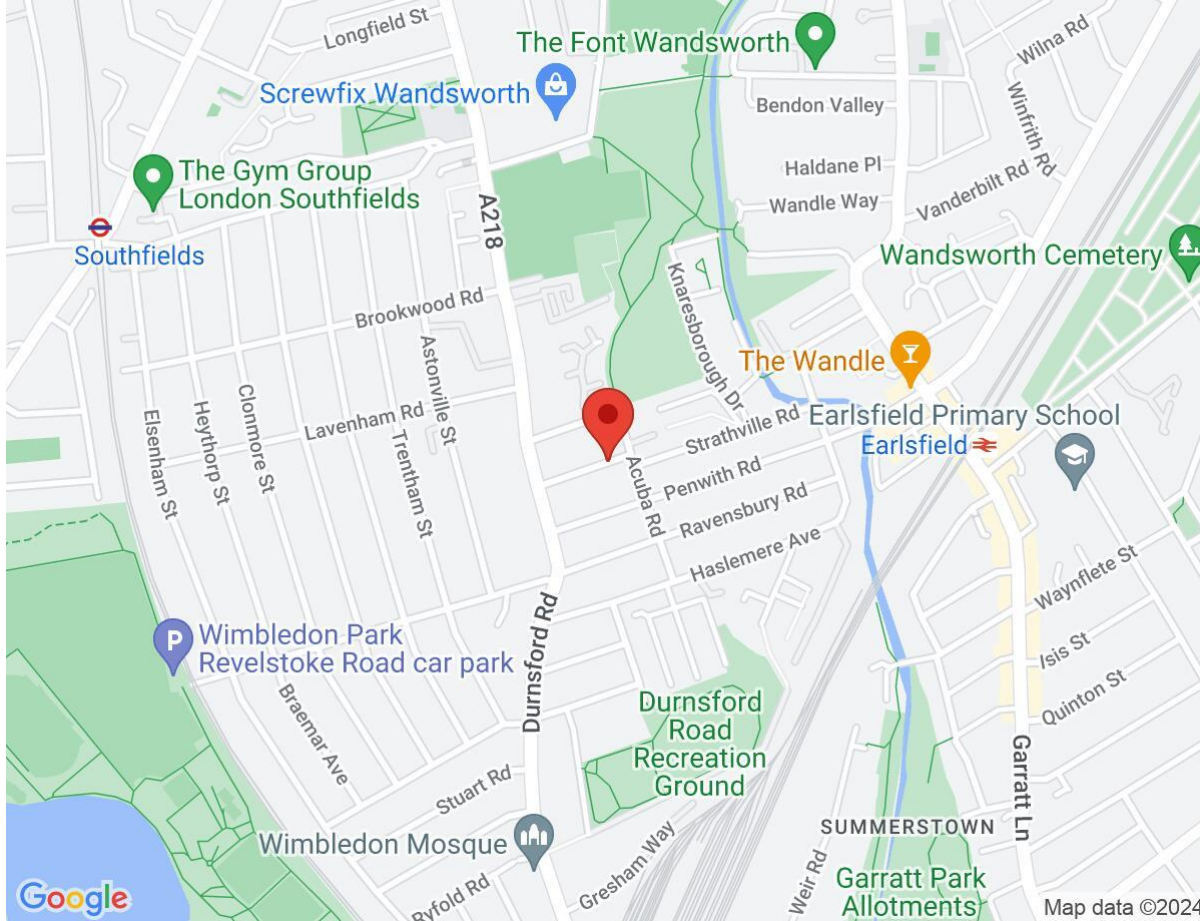 Longfield St
The Font Wandsworth
Wilna Rd
Screwfix Wandsworth
Bendon Valley
Winfrith Rd
The Gym Group
London Southfields
Haldane Pl
Vanderbilt Rd
A218
Wandle Way
Southfields
Wandsworth Cemetery
Knaresborough Dr
Brookwood Rd
Astonville St
The Wandle
Earlsfield Primary School
Earlsfield
Elsenham St
Heythorp St
Clonmore St
Lavenham Rd
Trentham St
Strathville Rd
Acuba Rd
Penwith Rd
Ravensbury Rd
Haslemere Ave
Waynflete St
Durnsford Rd
Wimbledon Park
Revelstoke Road car park
Isis St
Quinton St
Braemar Ave
Durnsford
Road
Recreation
Ground
Garratt Ln
Stuart Rd
Wimbledon Mosque
SUMMERSTOWN
Gresham Way
Weir Rd
Ryfold Rd
Garratt Park
Allotments
Google
Map data ©2024